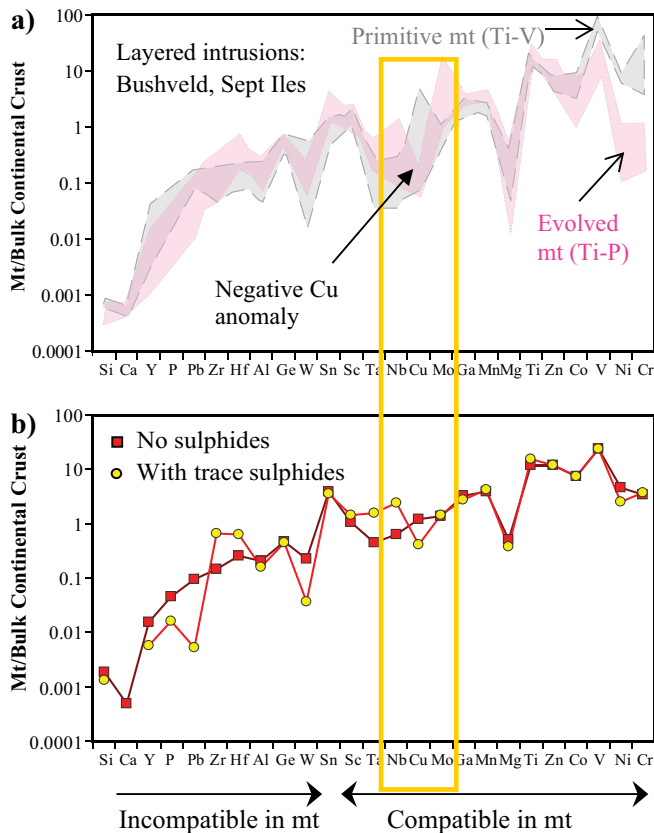 a)
Mt/Bulk Continental Crust
100
10
1
0.1
0.01
0.001
0.0001
Layered intrusions:
Bushveld, Sept Iles
Primitive mt (Ti-V)
Negative Cu
anomaly
Evolved
mt (Ti-P)
Si Ca Y P Pb Zr Hf Al Ge W Sn Sc Ta Nb Cu Mo Ga Mn Mg Ti Zn Co V Ni Cr
b)
Mt/Bulk Continental Crust
100
10
1
0.1
0.01
0.001
0.0001
No sulphides
With trace sulphides
Si Ca Y P Pb Zr Hf Al Ge W Sn Sc Ta Nb Cu Mo Ga Mn Mg Ti Zn Co V Ni Cr
Incompatible in mt
Compatible in mt